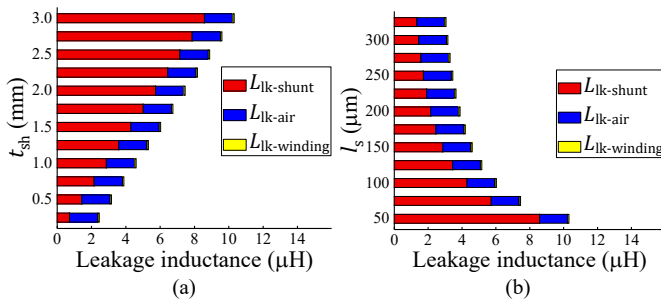 3.0
2.5
2.0
1.5
1.0
0.5
t_sh (mm)
L_lk-shunt
L_lk-air
L_lk-winding
0 2 4 6 8 10 12 14
Leakage inductance (μH)
(a)
300
250
200
150
100
50
l_s (μm)
L_lk-shunt
L_lk-air
L_lk-winding
0 2 4 6 8 10 12 14
Leakage inductance (μH)
(b)